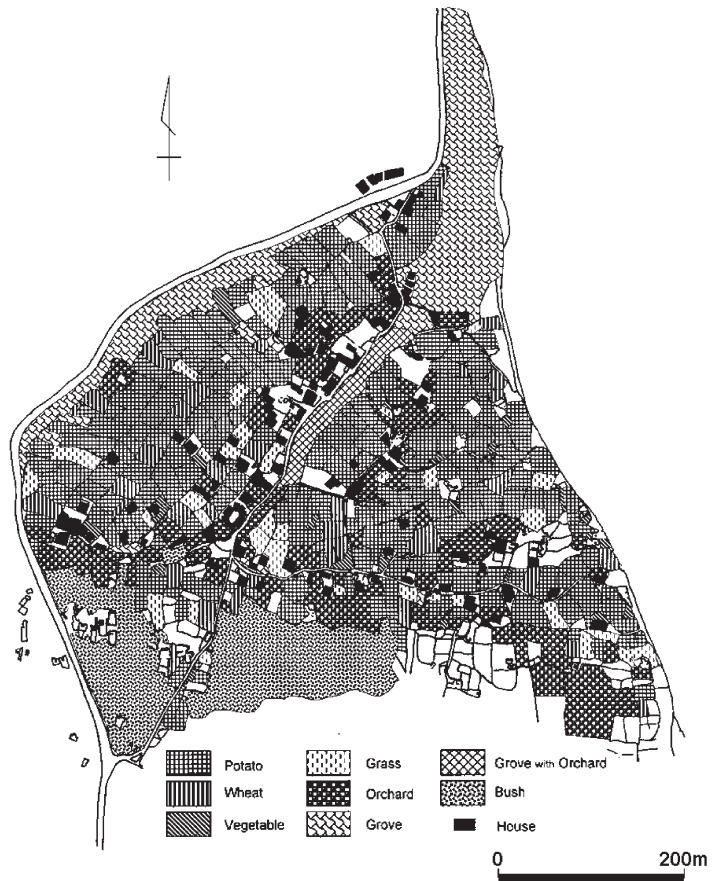 Potato
Grass
Grove with Orchard
Wheat
Orchard
Bush
Vegetable
Grove
House
0
200m